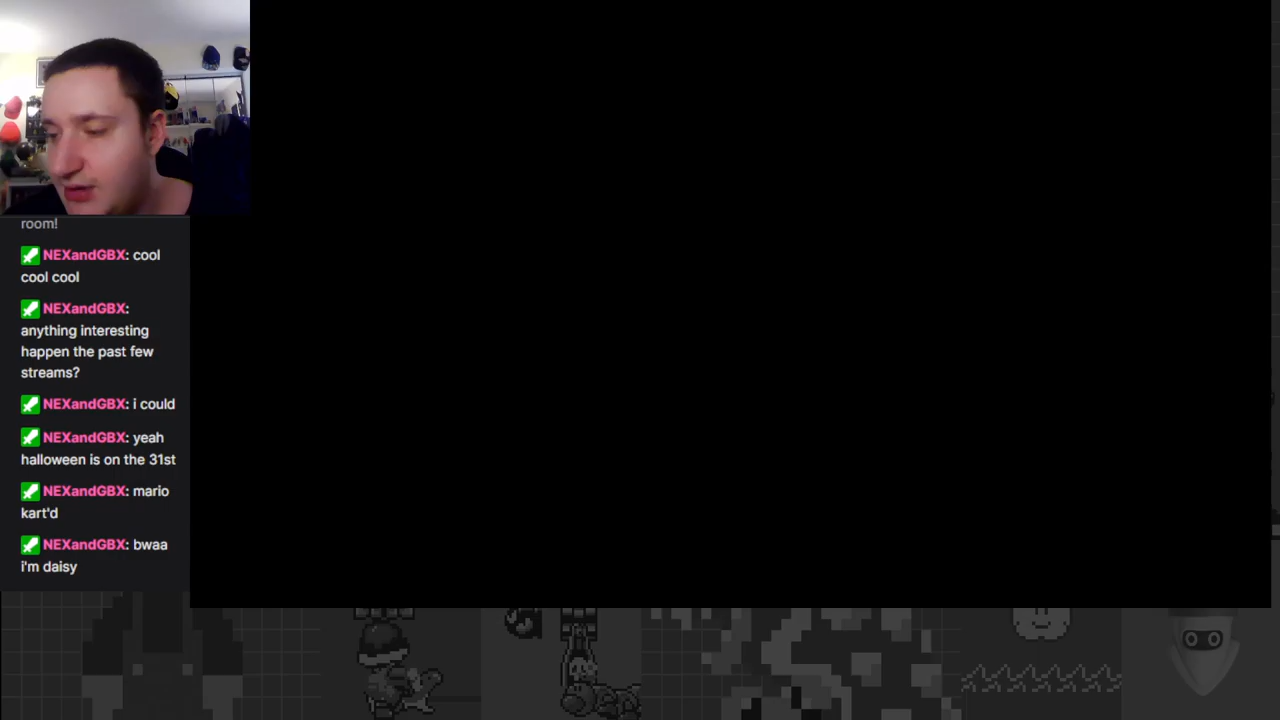 room!
NEXandGBX: cool
cool cool
NEXandGBX:
anything interesting
happen the past few
streams?
NEXandGBX: i could
NEXandGBX: yeah
halloween is on the 31st
NEXandGBX: mario
kart'd
NEXandGBX: bwaa
i'm daisy